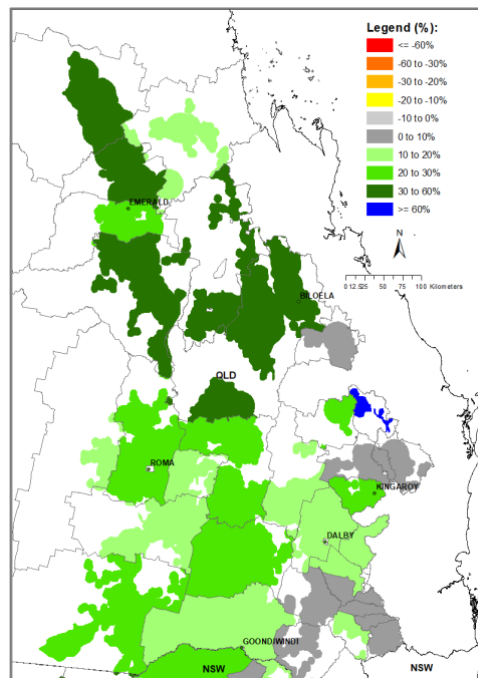 Legend (%):
<= -60%
-60 to -30%
-30 to -20%
-20 to -10%
-10 to 0%
0 to 10%
10 to 20%
20 to 30%
30 to 60%
>= 60%
N
0 12.525 50 75 100 Kilometers
EMERALD
BILOELA
QLD
ROMA
KINGAROY
DALBY
GOONDIWINDI
NSW
NSW